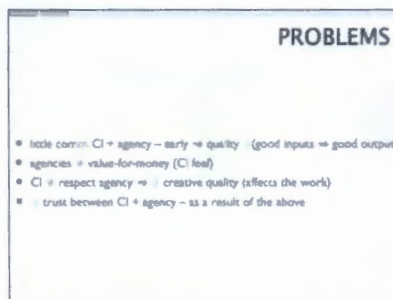 PROBLEMS
little comm CI + agency – early ⇒ quality (good inputs ⇒ good output
agencies ≠ value-for-money (CI feel)
CI ≠ respect agency ⇒ creative quality (affects the work)
trust between CI + agency – as a result of the above